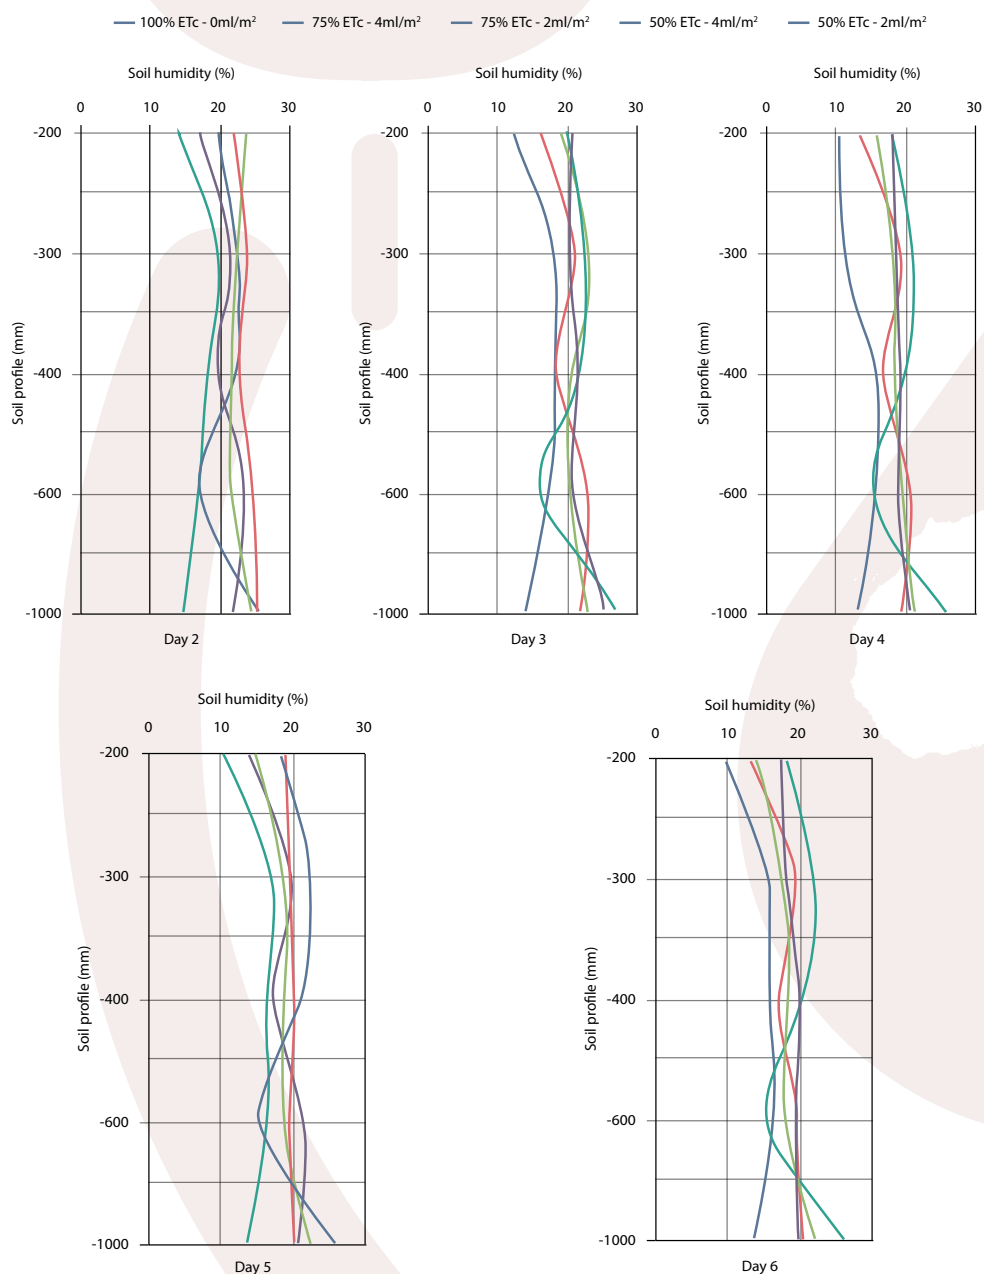 100% ETc - 0ml/m² 75% ETc - 4ml/m² 75% ETc - 2ml/m² 50% ETc - 4ml/m² 50% ETc - 2ml/m²
Soil humidity (%)
0 10 20 30
-200
-300
-400
-600
-1000
Soil profile (mm)
Day 2
Soil humidity (%)
0 10 20 30
-200
-300
-400
-600
-1000
Soil profile (mm)
Day 3
Soil humidity (%)
0 10 20 30
-200
-300
-400
-600
-1000
Soil profile (mm)
Day 4
Soil humidity (%)
0 10 20 30
-200
-300
-400
-600
-1000
Soil profile (mm)
Day 5
Soil humidity (%)
0 10 20 30
-200
-300
-400
-600
-1000
Soil profile (mm)
Day 6